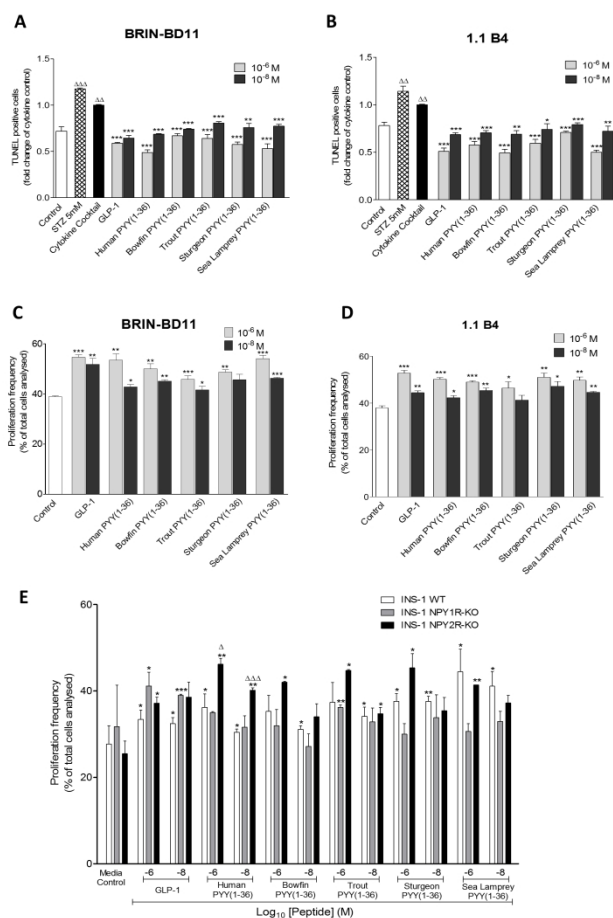 A
BRIN-BD11
10⁻⁶ M
10⁻⁸ M
TUNEL positive cells
(fold change of cytokine control)
1.5
1.0
0.5
0.0
ΔΔΔ
ΔΔ
*** *** *** *** *** *** *** ** *** ** *** ***
Control
STZ 5mM
Cytokine Cocktail
GLP-1
Human PYY(1-36)
Bowfin PYY(1-36)
Trout PYY(1-36)
Sturgeon PYY(1-36)
Sea Lamprey PYY(1-36)
B
1.1 B4
10⁻⁶ M
10⁻⁸ M
TUNEL positive cells
(fold change of cytokine control)
1.5
1.0
0.5
0.0
ΔΔ
ΔΔ
*** *** *** *** *** ** *** * *** *** *** **
Control
STZ 5mM
Cytokine Cocktail
GLP-1
Human PYY(1-36)
Bowfin PYY(1-36)
Trout PYY(1-36)
Sturgeon PYY(1-36)
Sea Lamprey PYY(1-36)
C
BRIN-BD11
10⁻⁶ M
10⁻⁸ M
Proliferation frequency
(% of total cells analysed)
60
40
20
0
*** ** ** * ** *** * *** *** ***
Control
GLP-1
Human PYY(1-36)
Bowfin PYY(1-36)
Trout PYY(1-36)
Sturgeon PYY(1-36)
Sea Lamprey PYY(1-36)
D
1.1 B4
10⁻⁶ M
10⁻⁸ M
Proliferation frequency
(% of total cells analysed)
60
40
20
0
*** ** *** * *** ** * ** * ** **
Control
GLP-1
Human PYY(1-36)
Bowfin PYY(1-36)
Trout PYY(1-36)
Sturgeon PYY(1-36)
Sea Lamprey PYY(1-36)
E
INS-1 WT
INS-1 NPY1R-KO
INS-1 NPY2R-KO
Proliferation frequency
(% of total cells analysed)
60
40
20
0
Δ
ΔΔΔ
* * * * *** * ** * ** * * ** * * * * * ** * ** *
Media
Control
-6 -8 -6 -8 -6 -8 -6 -8 -6 -8 -6 -8
GLP-1
Human
PYY(1-36)
Bowfin
PYY(1-36)
Trout
PYY(1-36)
Sturgeon
PYY(1-36)
Sea Lamprey
PYY(1-36)
Log₁₀ [Peptide] (M)